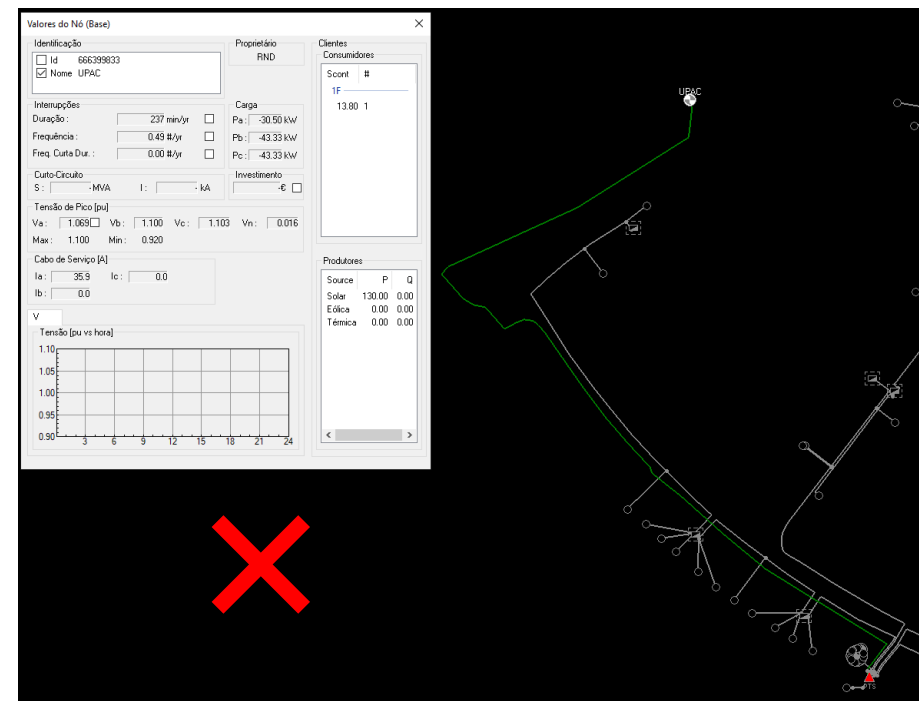 Valores do Nó (Base)
Identificação
Id 666399833
Nome UPAC
Proprietário
RND
Clientes
Consumidores
Scont #
1F
13.80 1
Interrupções
Duração : 237 min/yr
Frequência : 0.49 #/yr
Freq. Curta Dur. : 0.00 #/yr
Carga
Pa : -30.50 kW
Pb : -43.33 kW
Pc : -43.33 kW
Curto-Circuito
S : - MVA I : - kA
Investimento
-€
Tensão de Pico [pu]
Va : 1.069 Vb : 1.100 Vc : 1.103 Vn : 0.016
Max : 1.100 Min : 0.920
Cabo de Serviço [A]
Ia : 35.9 Ic : 0.0
Ib : 0.0
Produtores
Source P Q
Solar 130.00 0.00
Eólica 0.00 0.00
Térmica 0.00 0.00
V
Tensão [pu vs hora]
1.10
1.05
1.00
0.95
0.90
3 6 9 12 15 18 21 24
UPAC